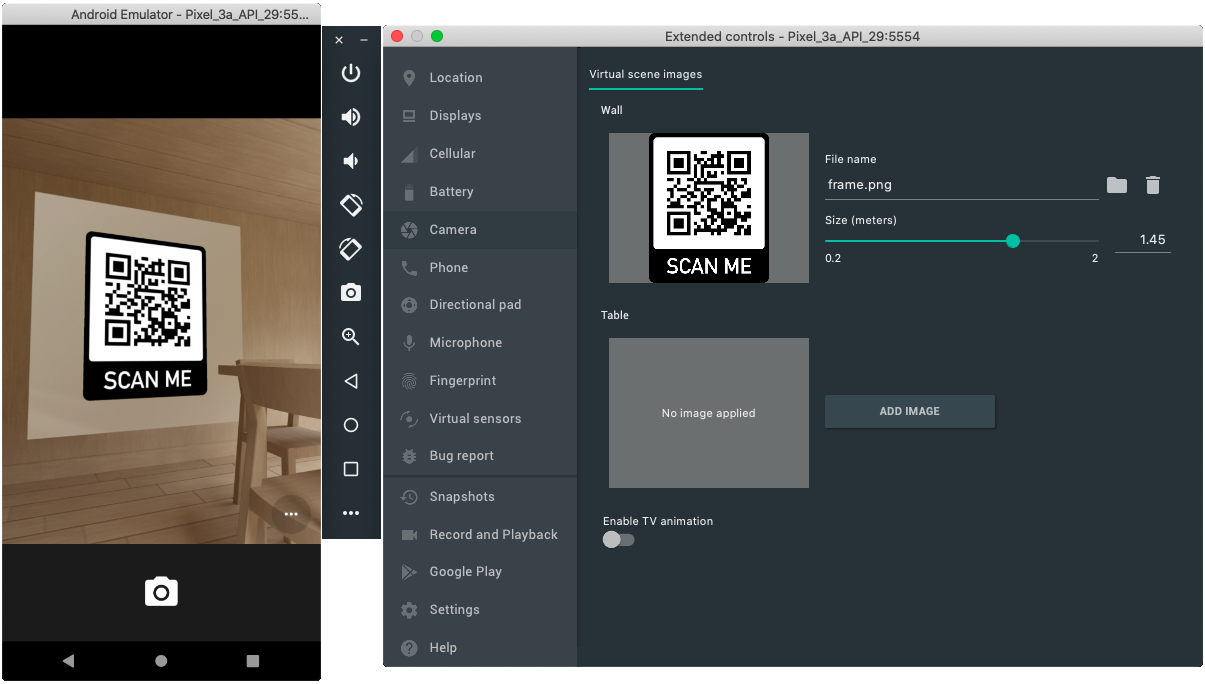 Android Emulator - Pixel_3a_API_29:55...
SCAN ME
Extended controls - Pixel_3a_API_29:5554
Location
Displays
Cellular
Battery
Camera
Phone
Directional pad
Microphone
Fingerprint
Virtual sensors
Bug report
Snapshots
Record and Playback
Google Play
Settings
Help
Virtual scene images
Wall
SCAN ME
File name
frame.png
Size (meters)
1.45
0.2 2
Table
No image applied
ADD IMAGE
Enable TV animation